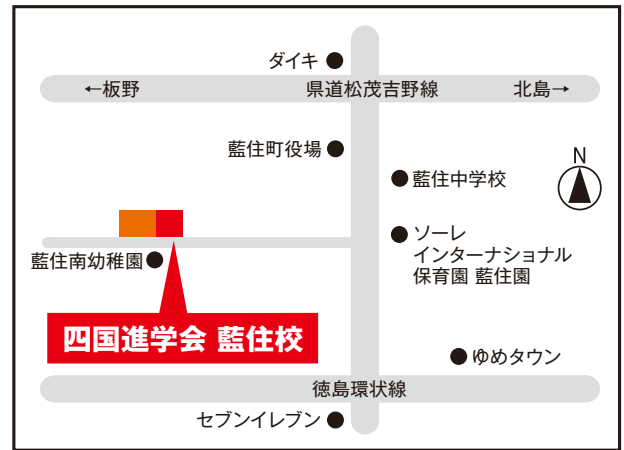 ダイキ
←板野
県道松茂吉野線
北島→
藍住町役場
藍住中学校
N
ソーレ
インターナショナル
保育園 藍住園
藍住南幼稚園
四国進学会 藍住校
ゆめタウン
徳島環状線
セブンイレブン